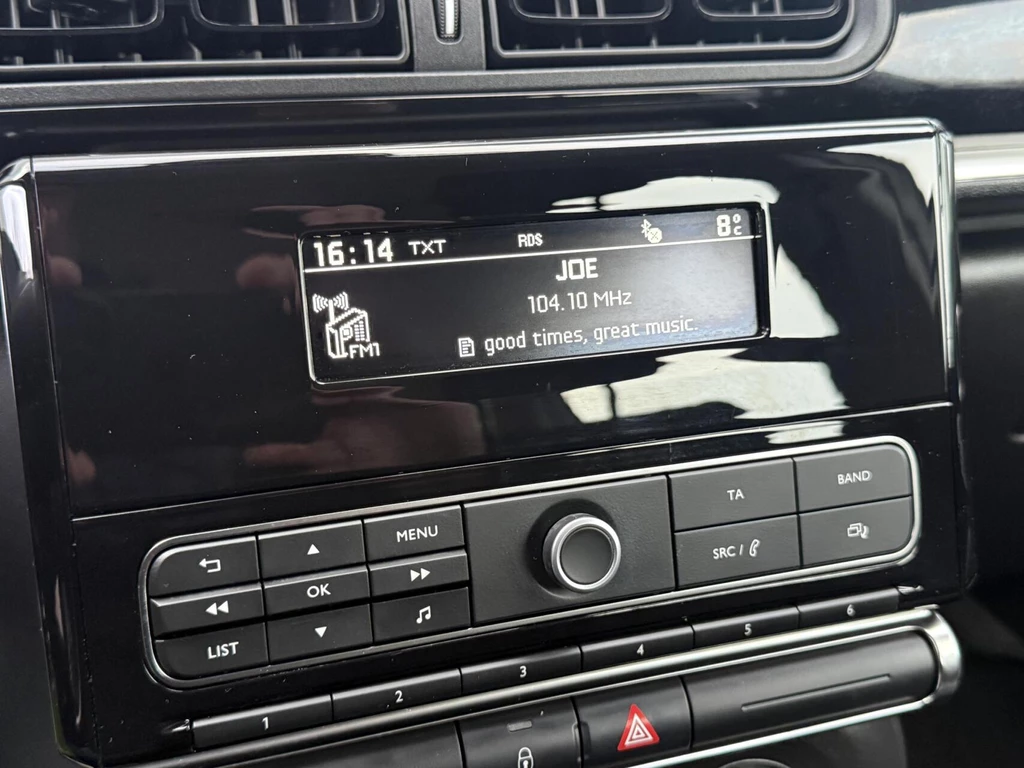 16:14 TXT RDS 8°C
JOE
104.10 MHz
FM1 good times, great music.
MENU
OK
LIST
TA
BAND
SRC /
1 2 3 4 5 6